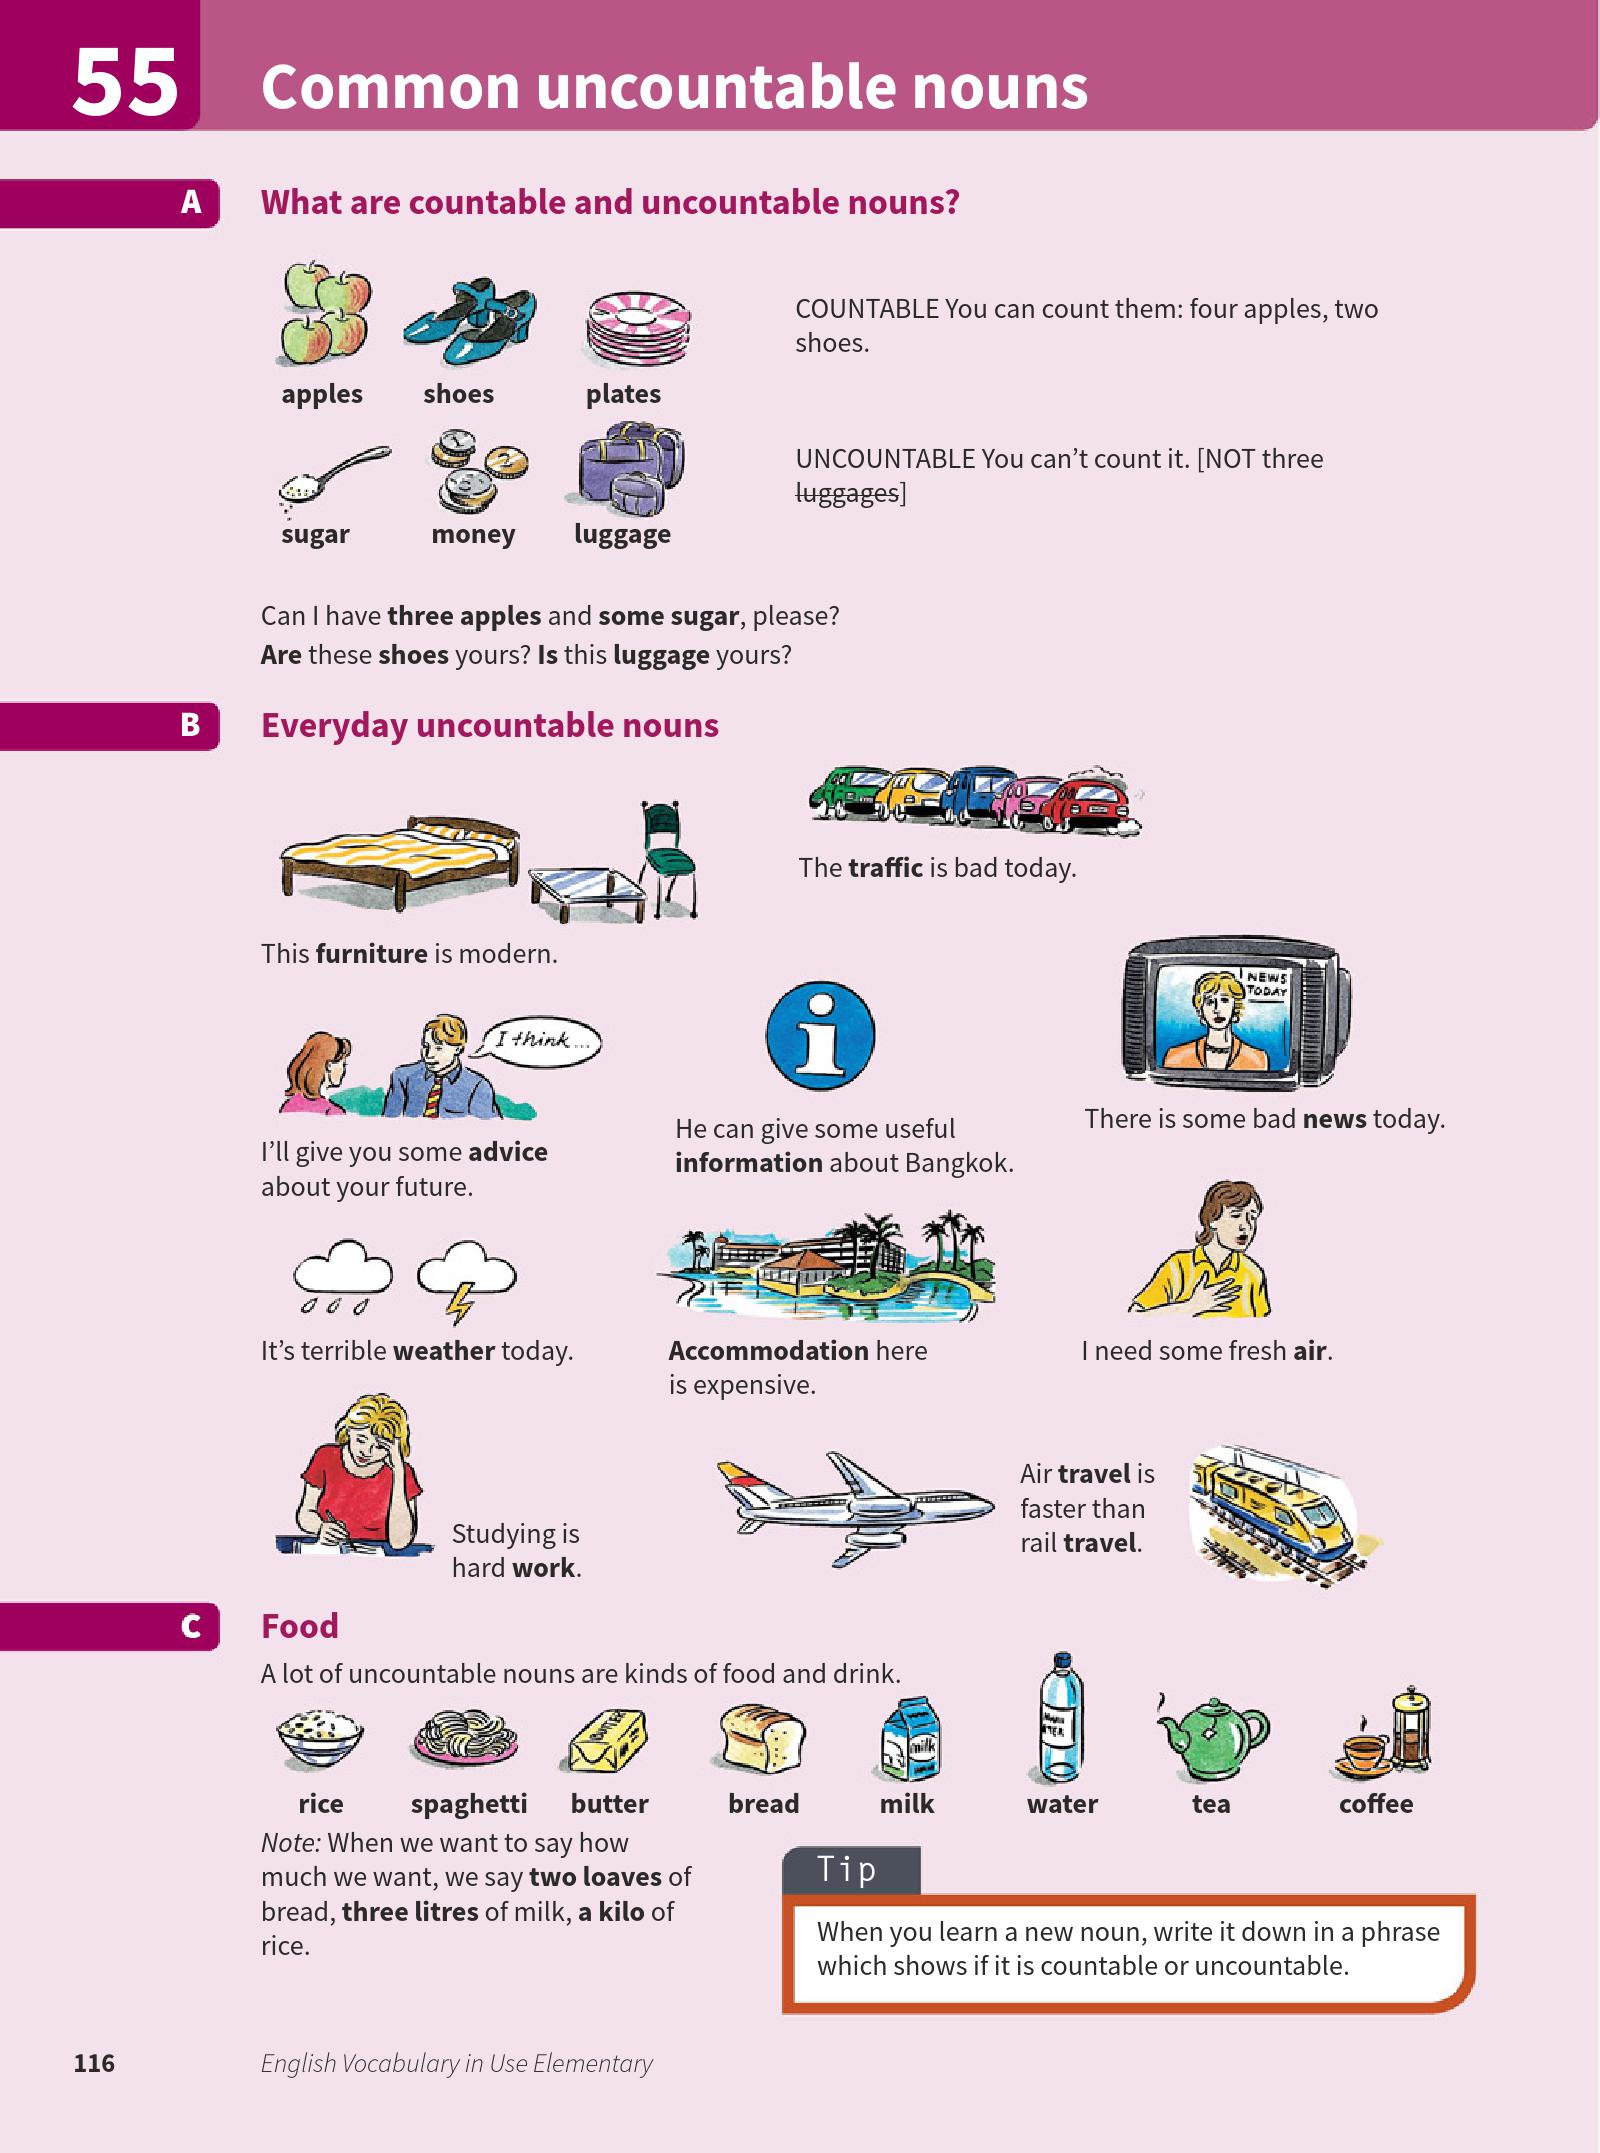 55
Common uncountable nouns
A
What are countable and uncountable nouns?
apples
shoes
plates
COUNTABLE You can count them: four apples, two
shoes.
sugar
money
luggage
UNCOUNTABLE You can't count it. [NOT three
luggages]
Can I have three apples and some sugar, please?
Are these shoes yours? Is this luggage yours?
B
Everyday uncountable nouns
The traffic is bad today.
This furniture is modern.
NEWS
TODAY
I think...
i
There is some bad news today.
He can give some useful
information about Bangkok.
I'll give you some advice
about your future.
It's terrible weather today.
Accommodation here
is expensive.
I need some fresh air.
Studying is
hard work.
Air travel is
faster than
rail travel.
C
Food
A lot of uncountable nouns are kinds of food and drink.
BUTTER
milk
rice
spaghetti
butter
bread
milk
water
tea
coffee
Note: When we want to say how
much we want, we say two loaves of
bread, three litres of milk, a kilo of
rice.
Tip
When you learn a new noun, write it down in a phrase
which shows if it is countable or uncountable.
116
English Vocabulary in Use Elementary